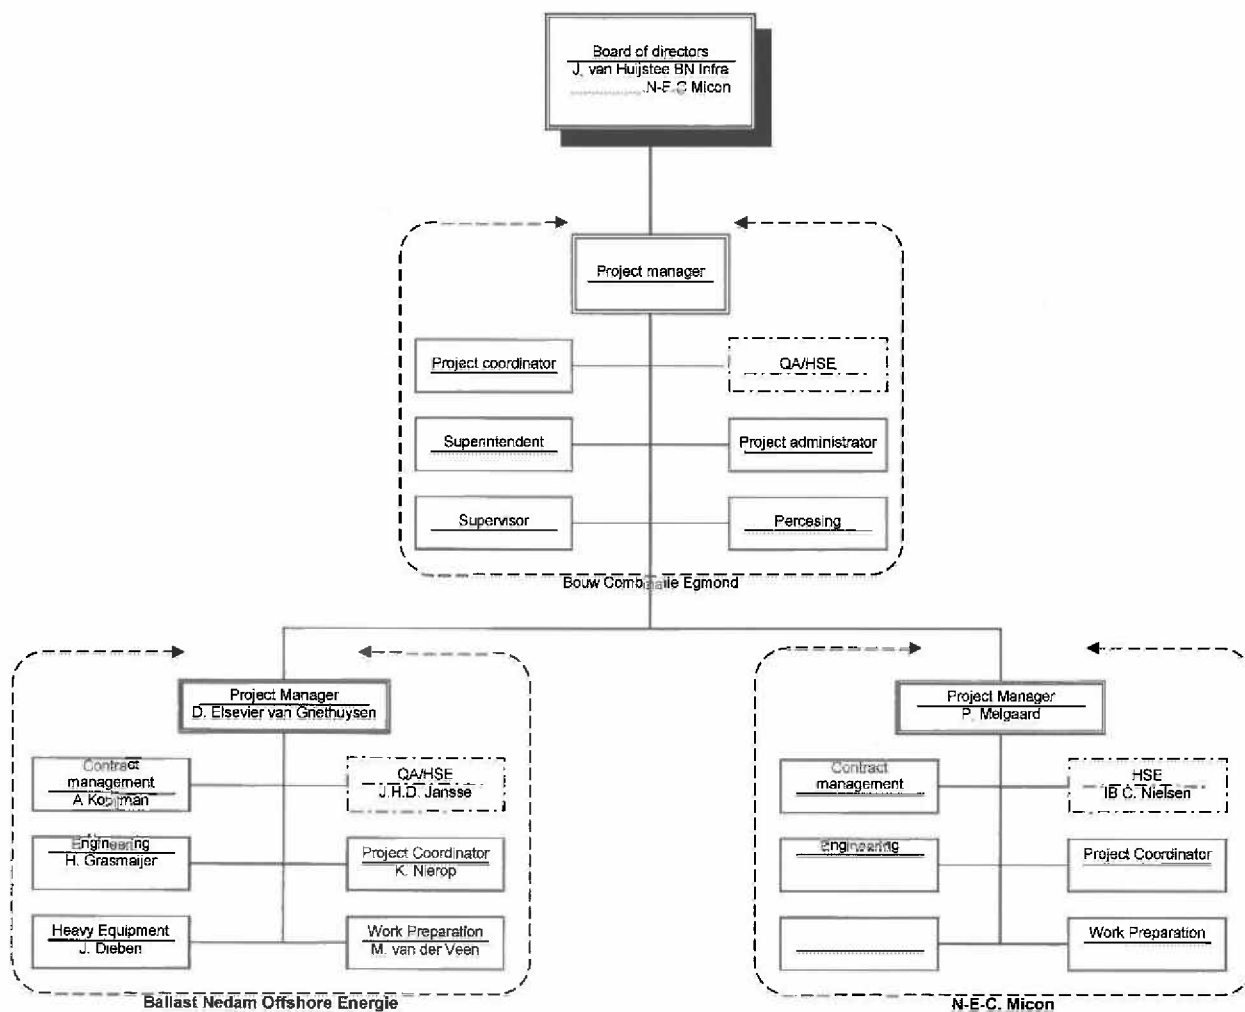 Board of directors
J. van Huijstee BN Infra
N-E-C Micon
Project manager
Project coordinator
QA/HSE
Superintendent
Project administrator
Supervisor
Percesing
Bouw Combinatie Egmond
Project Manager
D. Elsevier van Griethuysen
Project Manager
P. Melgaard
Contract
management
A Kooijman
QA/HSE
J.H.D. Jansse
Contract
management
HSE
IB C. Nielsen
Engineering
H. Grasmaijer
Project Coordinator
K. Nierop
Engineering
Project Coordinator
Heavy Equipment
J. Dieben
Work Preparation
M. van der Veen
Work Preparation
Ballast Nedam Offshore Energie
N-E-C. Micon